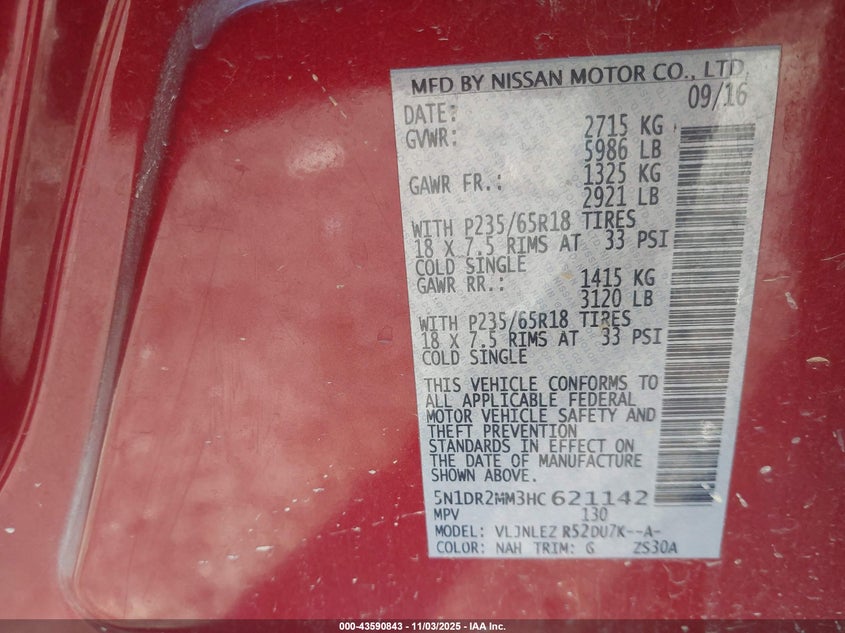 MFD BY NISSAN MOTOR CO., LTD.
DATE: 09/16
GVWR: 2715 KG
5986 LB
GAWR FR.: 1325 KG
2921 LB
WITH P235/65R18 TIRES
18 X 7.5 RIMS AT 33 PSI
COLD SINGLE
GAWR RR.: 1415 KG
3120 LB
WITH P235/65R18 TIRES
18 X 7.5 RIMS AT 33 PSI
COLD SINGLE
THIS VEHICLE CONFORMS TO
ALL APPLICABLE FEDERAL
MOTOR VEHICLE SAFETY AND
THEFT PREVENTION
STANDARDS IN EFFECT ON
THE DATE OF MANUFACTURE
SHOWN ABOVE.
5N1DR2MM3HC621142
MPV 130
MODEL: VLJNLEZ R52DU7K--A-
COLOR: NAH TRIM: G ZS30A
000-43590843 - 11/03/2025 - IAA Inc.